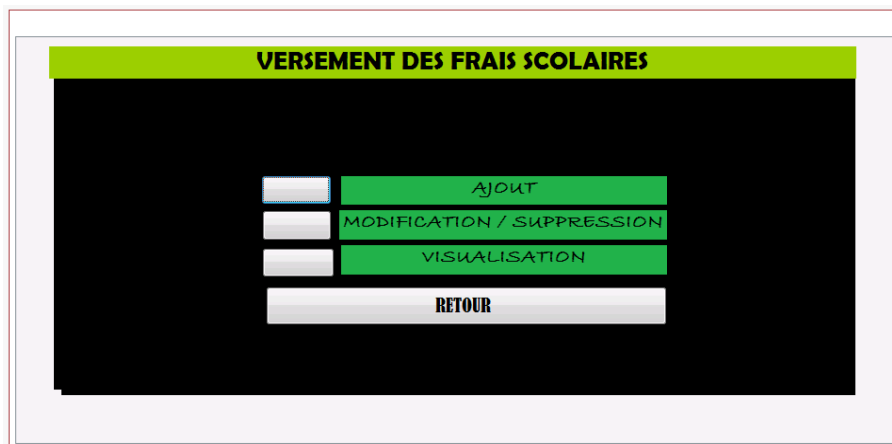 VERSEMENT DES FRAIS SCOLAIRES
AJOUT
MODIFICATION / SUPPRESSION
VISUALISATION
RETOUR